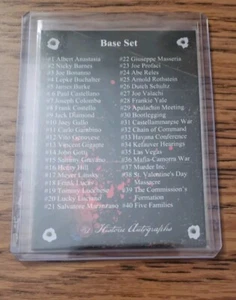 Base Set
#1 Albert Anastasia
#2 Nicky Barnes
#3 Joe Bonanno
#4 Lepke Buchalter
#5 James Burke
#6 Paul Castellano
#7 Joseph Colombo
#8 Frank Costello
#9 Jack Diamond
#10 Joey Gallo
#11 Carlo Gambino
#12 Vito Genovese
#13 Vincent Gigante
#14 John Gotti
#15 Salvatore Gravano
#16 Henry Hill
#17 Meyer Lansky
#18 Frank Lucas
#19 Tommy Lucchese
#20 Lucky Luciano
#21 Salvatore Maranzano
#22 Giuseppe Masseria
#23 Joe Profaci
#24 Abe Reles
#25 Arnold Rothstein
#26 Dutch Schultz
#27 Joe Valachi
#28 Frankie Yale
#29 Apalachin Meeting
#30 Bootlegging
#31 Castellammarese War
#32 Chain of Command
#33 Havana Conference
#34 Kefauver Hearings
#35 Las Vegas
#36 Mafia-Camorra War
#37 Murder Inc.
#38 St. Valentine's Day
Massacre
#39 The Commission's
Formation
#40 Five Families
Historic Autographs